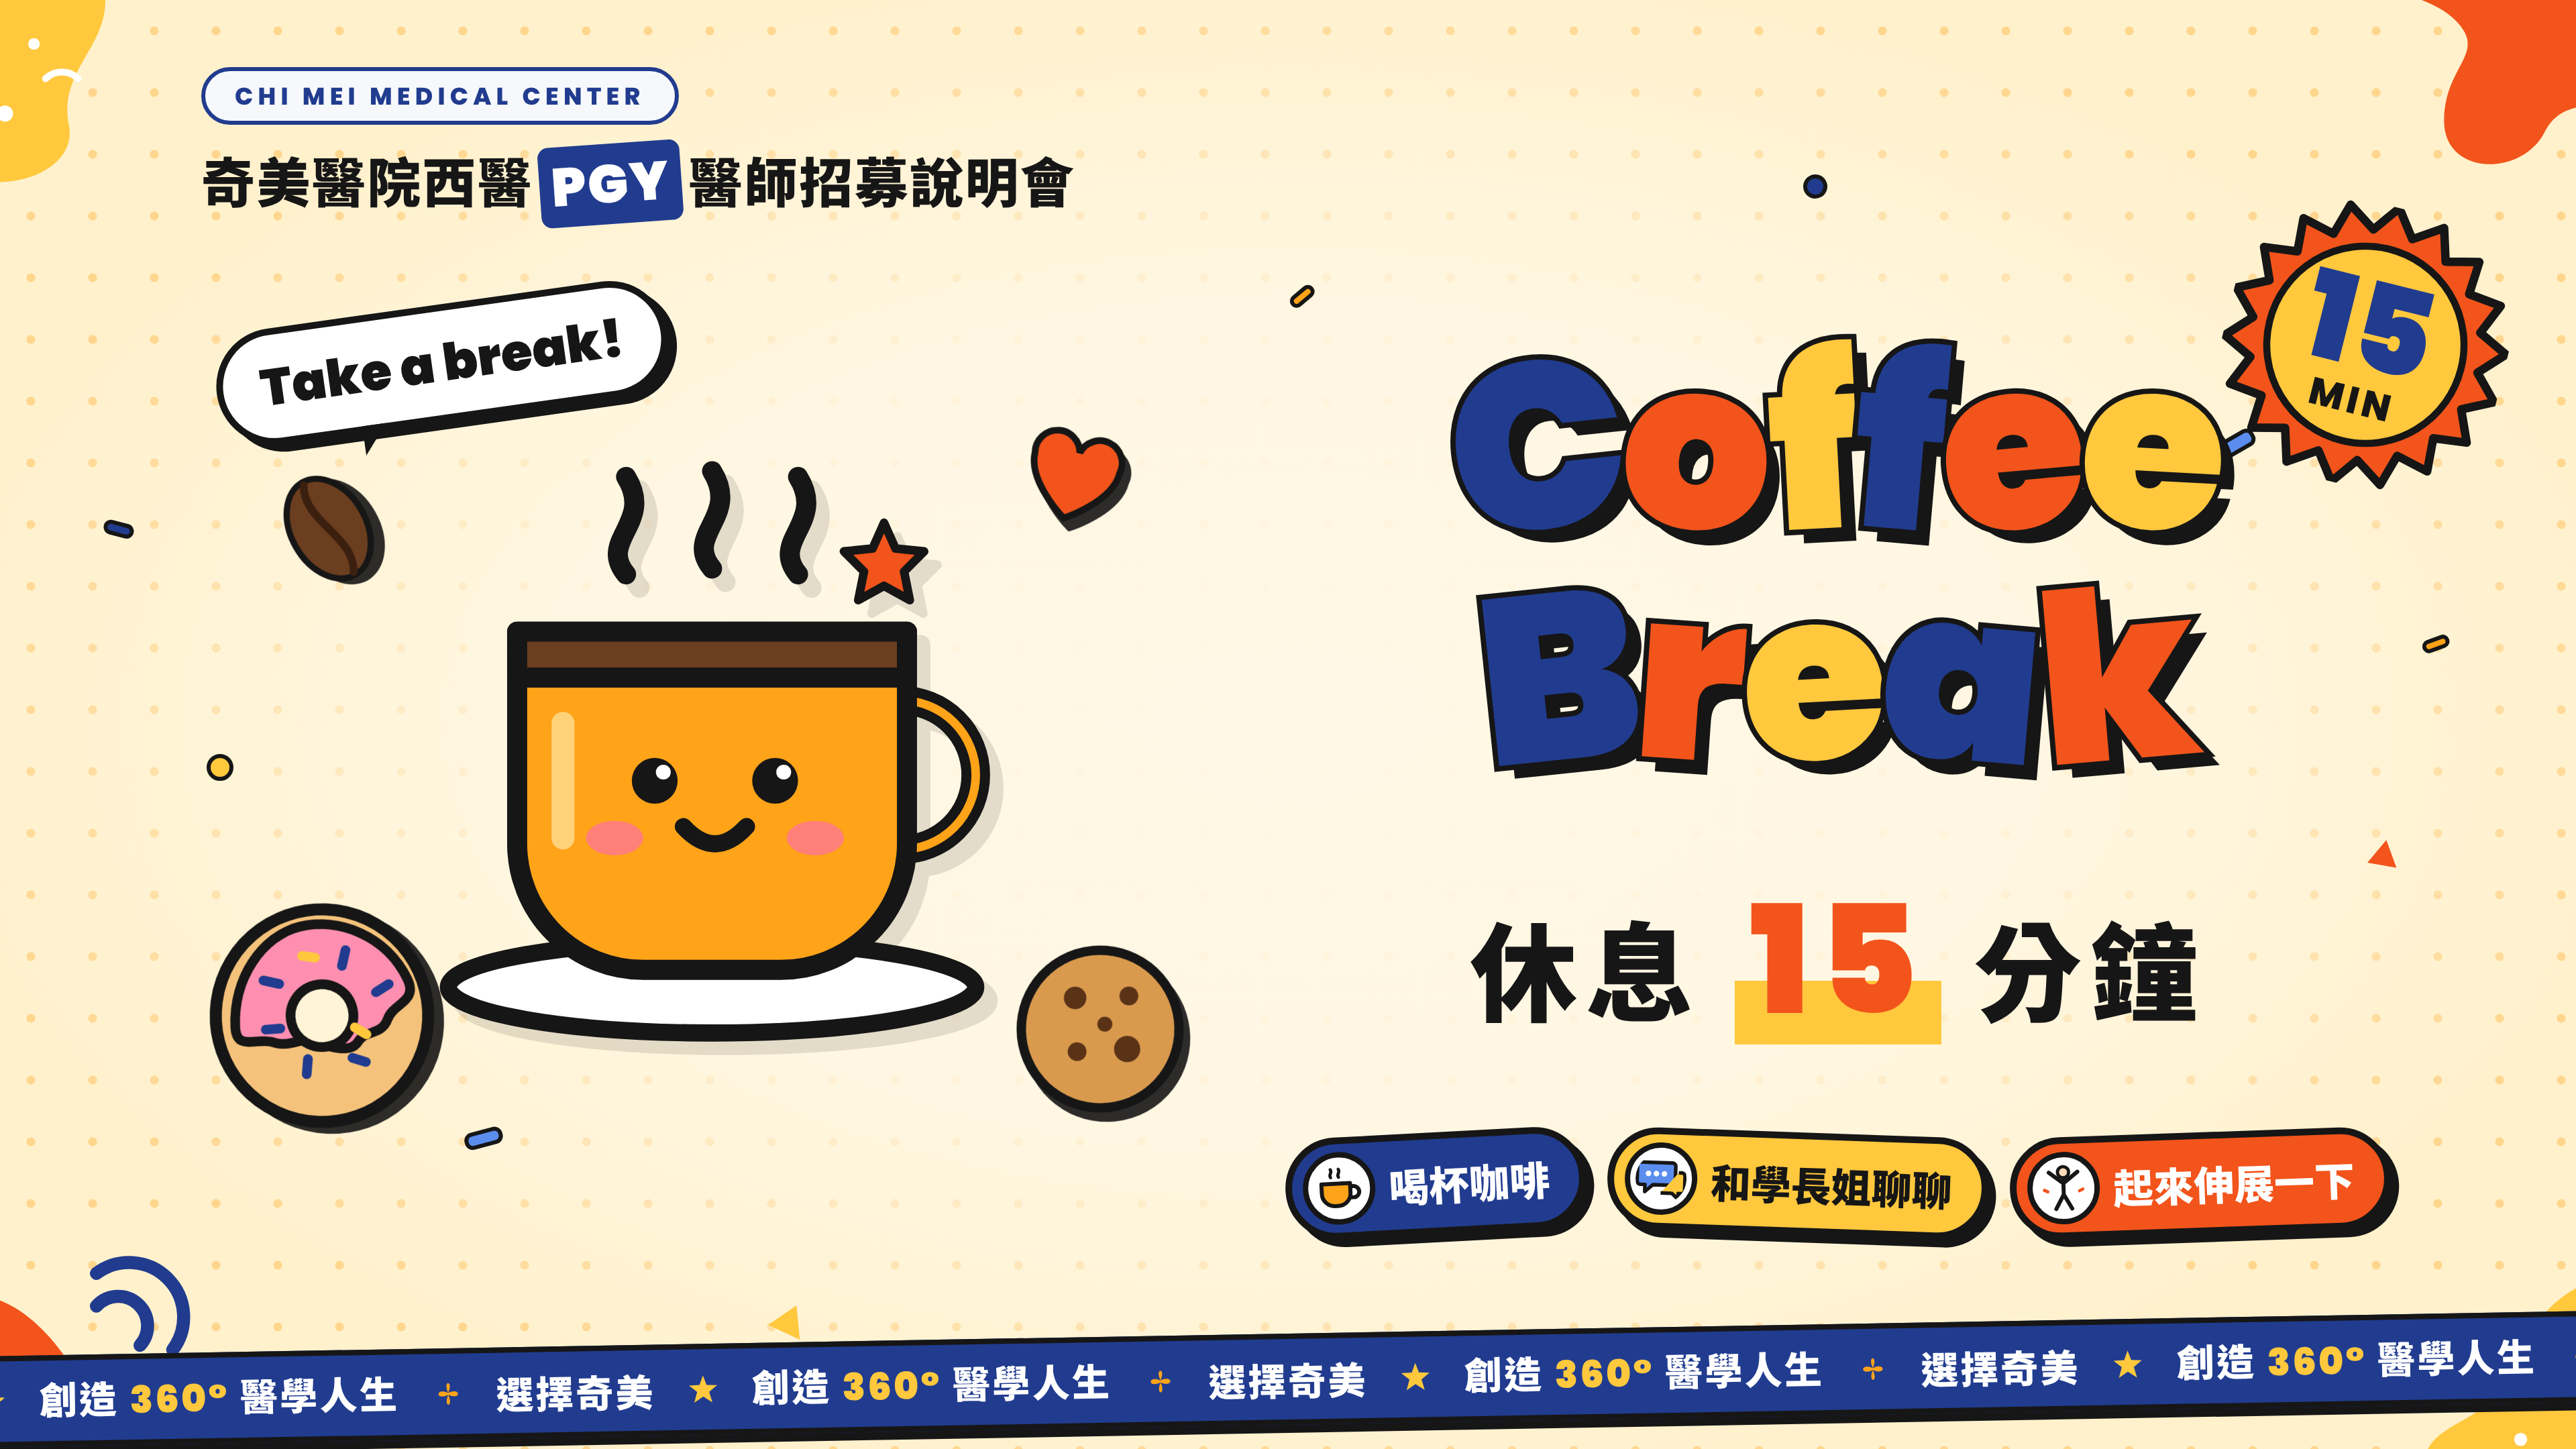 CHI MEI MEDICAL CENTER
奇美醫院西醫 PGY 醫師招募說明會
Take a break!
15
MIN
Coffee
Break
休息 15 分鐘
喝杯咖啡
和學長姐聊聊
起來伸展一下
創造 360° 醫學人生 選擇奇美 創造 360° 醫學人生 選擇奇美 創造 360° 醫學人生 選擇奇美 創造 360° 醫學人生